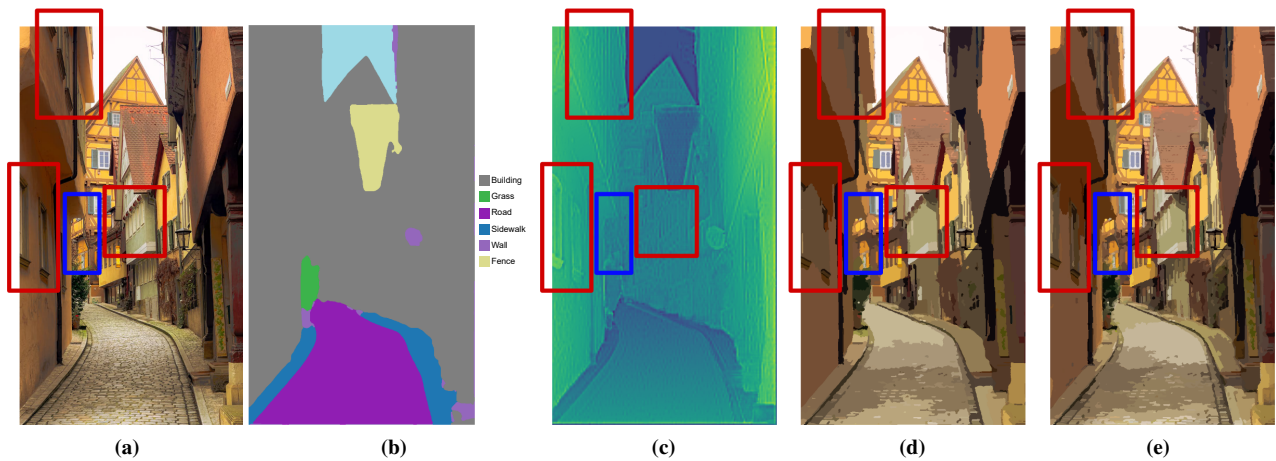 Building
Grass
Road
Sidewalk
Wall
Fence
(a)
(b)
(c)
(d)
(e)